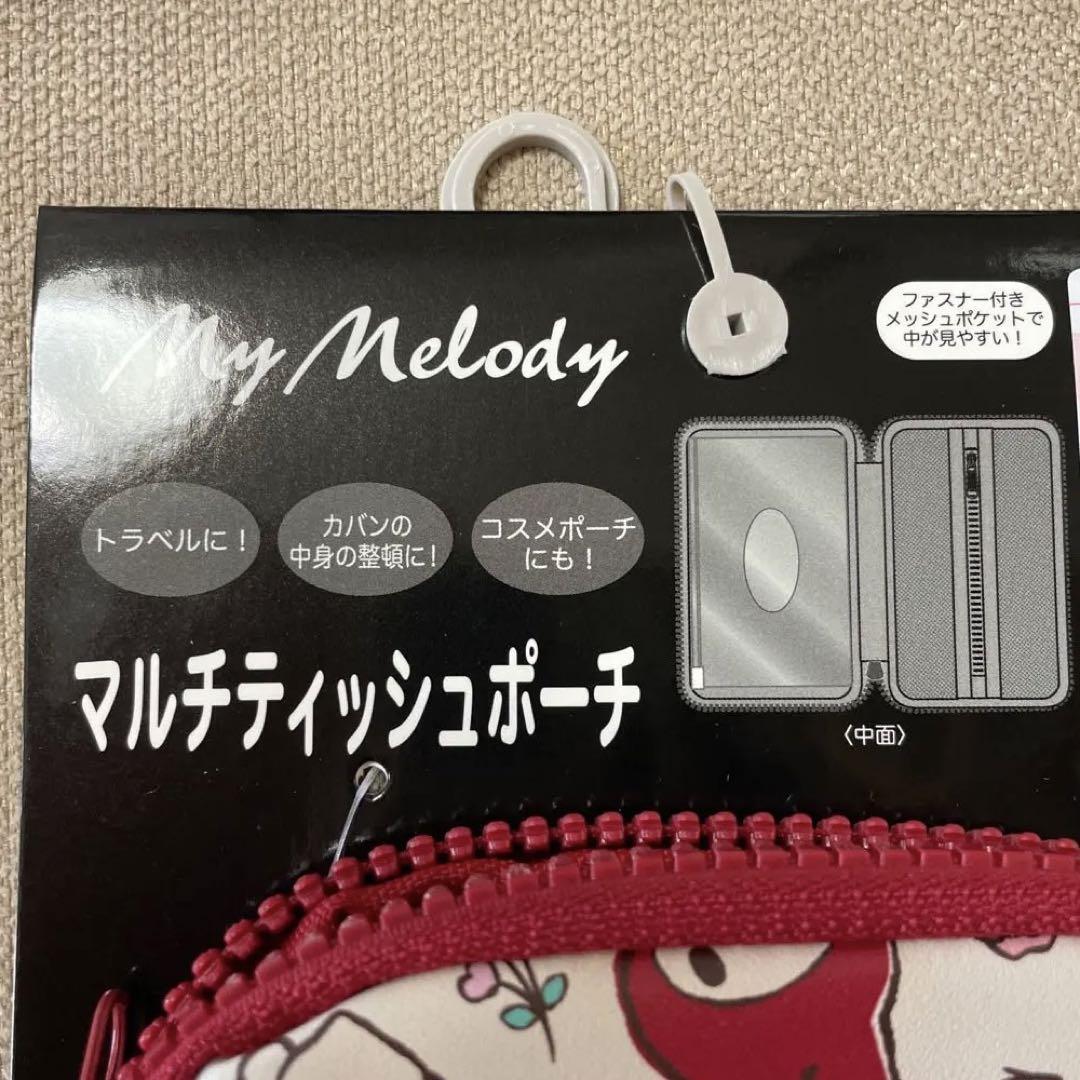 My Melody
ファスナー付き
メッシュポケットで
中が見やすい！
トラベルに！
カバンの
中身の整頓に！
コスメポーチ
にも！
マルチティッシュポーチ
〈中面〉